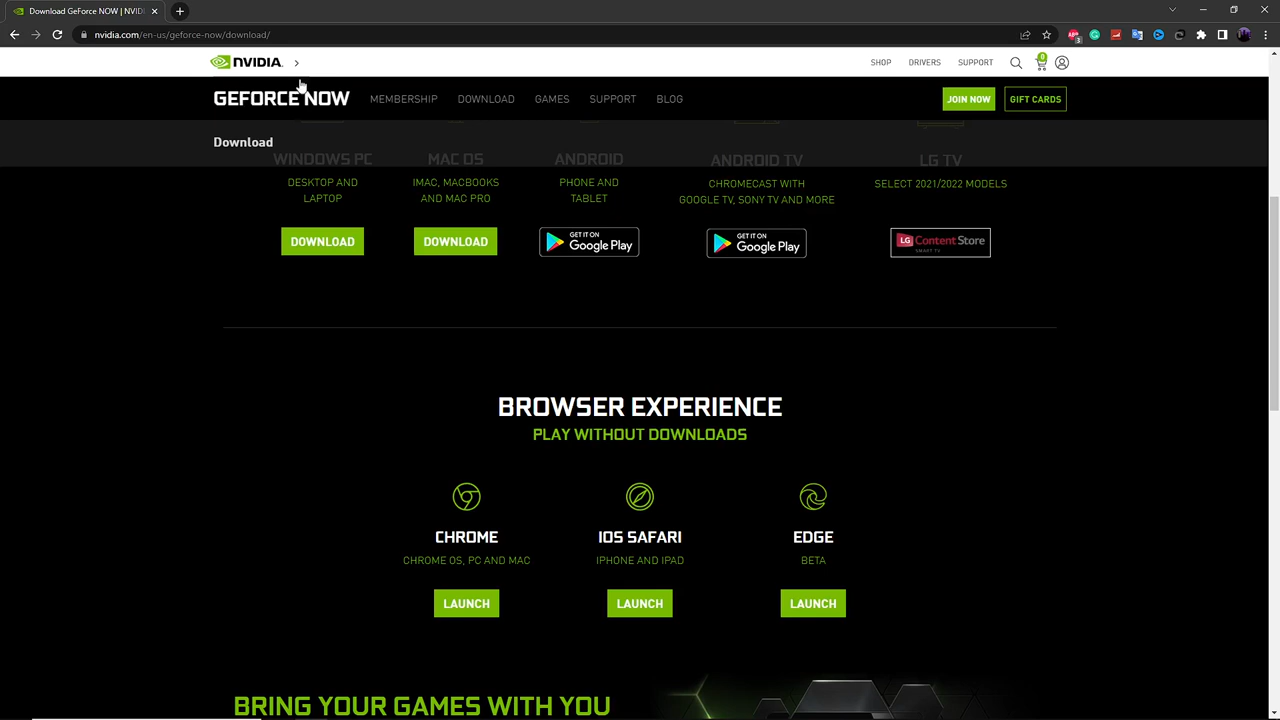 Download GeForce NOW | NVIDI
nvidia.com/en-us/geforce-now/download/
NVIDIA.
SHOP DRIVERS SUPPORT
0
GEFORCE NOW MEMBERSHIP DOWNLOAD GAMES SUPPORT BLOG JOIN NOW GIFT CARDS
Download
WINDOWS PC MAC OS ANDROID ANDROID TV LG TV
DESKTOP AND
LAPTOP
IMAC, MACBOOKS
AND MAC PRO
PHONE AND
TABLET
CHROMECAST WITH
GOOGLE TV, SONY TV AND MORE
SELECT 2021/2022 MODELS
DOWNLOAD
DOWNLOAD
GET IT ON
Google Play
GET IT ON
Google Play
LG Content Store
SMART TV
BROWSER EXPERIENCE
PLAY WITHOUT DOWNLOADS
CHROME IOS SAFARI EDGE
CHROME OS, PC AND MAC IPHONE AND IPAD BETA
LAUNCH LAUNCH LAUNCH
BRING YOUR GAMES WITH YOU